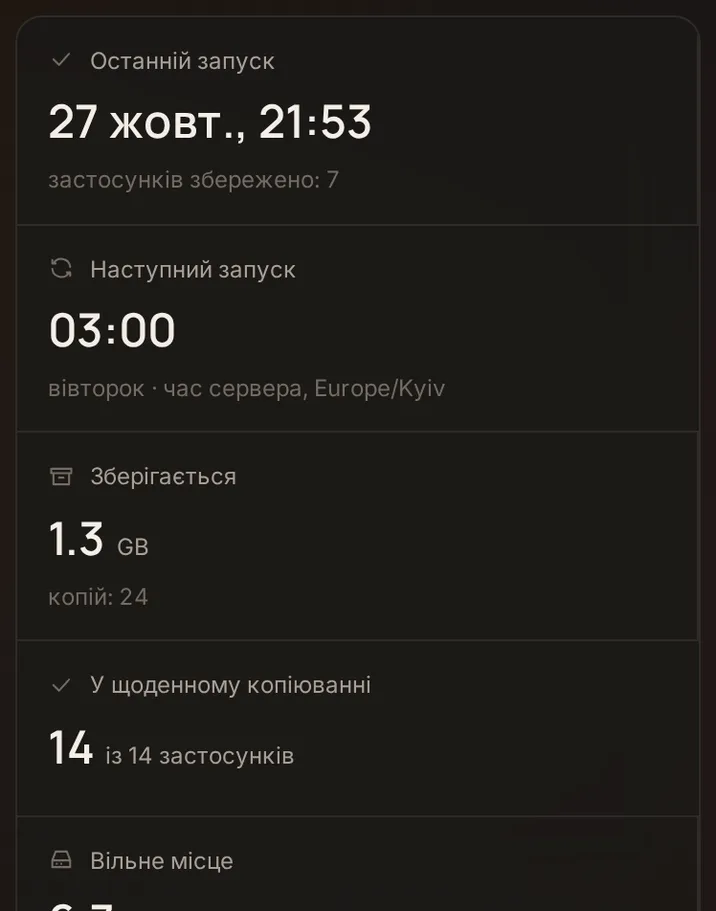 Останній запуск
27 жовт., 21:53
застосунків збережено: 7
Наступний запуск
03:00
вівторок · час сервера, Europe/Kyiv
Зберігається
1.3 GB
копій: 24
У щоденному копіюванні
14 із 14 застосунків
Вільне місце